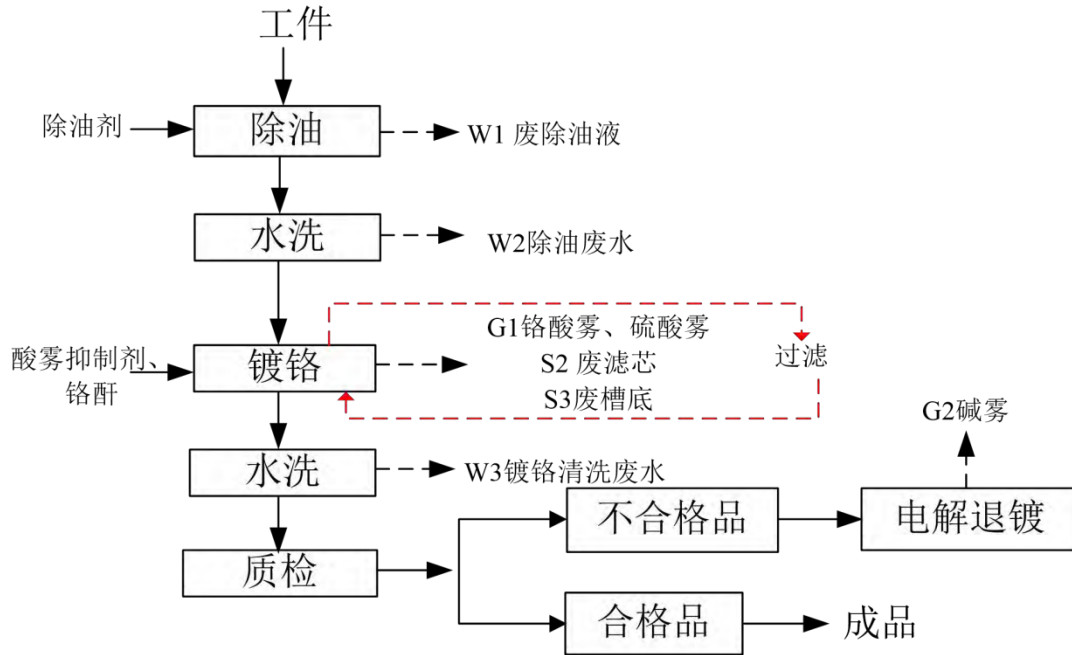 工件
除油剂
除油
W1 废除油液
水洗
W2除油废水
G1铬酸雾、硫酸雾
酸雾抑制剂、
铬酐
镀铬
S2 废滤芯
过滤
S3废槽底
G2碱雾
水洗
W3镀铬清洗废水
不合格品
电解退镀
质检
合格品
成品